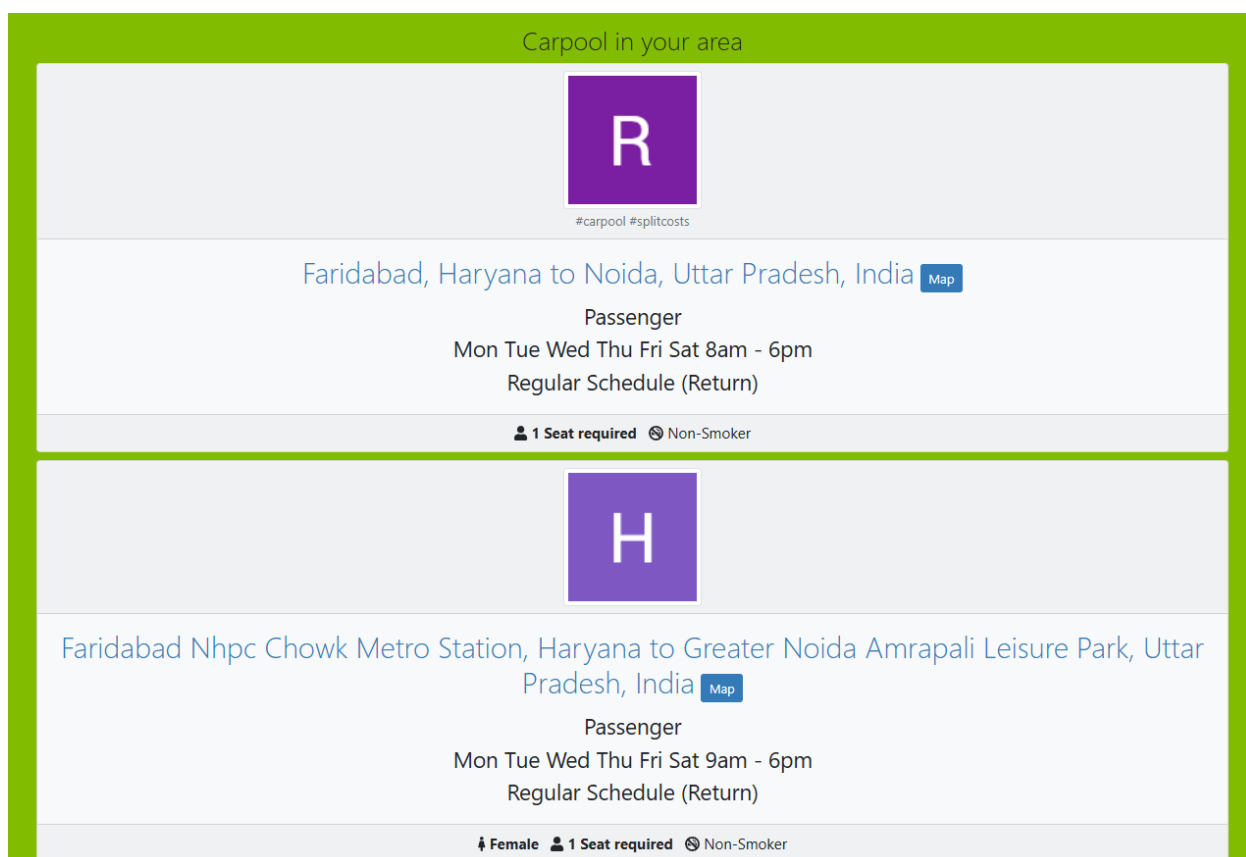 Carpool in your area
R
#carpool #splitcosts
Faridabad, Haryana to Noida, Uttar Pradesh, India Map
Passenger
Mon Tue Wed Thu Fri Sat 8am - 6pm
Regular Schedule (Return)
1 Seat required Non-Smoker
H
Faridabad Nhpc Chowk Metro Station, Haryana to Greater Noida Amrapali Leisure Park, Uttar
Pradesh, India Map
Passenger
Mon Tue Wed Thu Fri Sat 9am - 6pm
Regular Schedule (Return)
Female 1 Seat required Non-Smoker